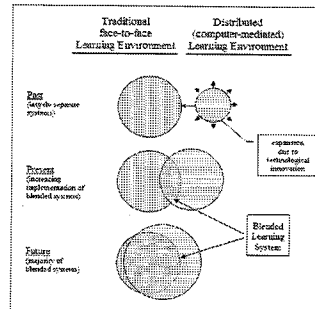 Traditional
face-to-face
Learning Environment
Distributed
(computer-mediated)
Learning Environment
Past
(largely separate
systems)
expansion
due to
technological
innovation
Present
(increasing
implementation of
blended systems)
Blended
Learning
System
Future
(majority of
blended systems)